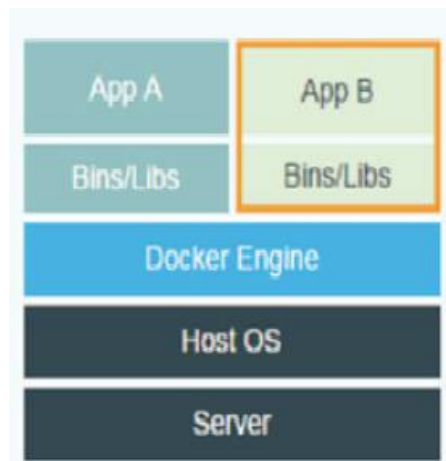 App A
App B
Bins/Libs
Bins/Libs
Docker Engine
Host OS
Server